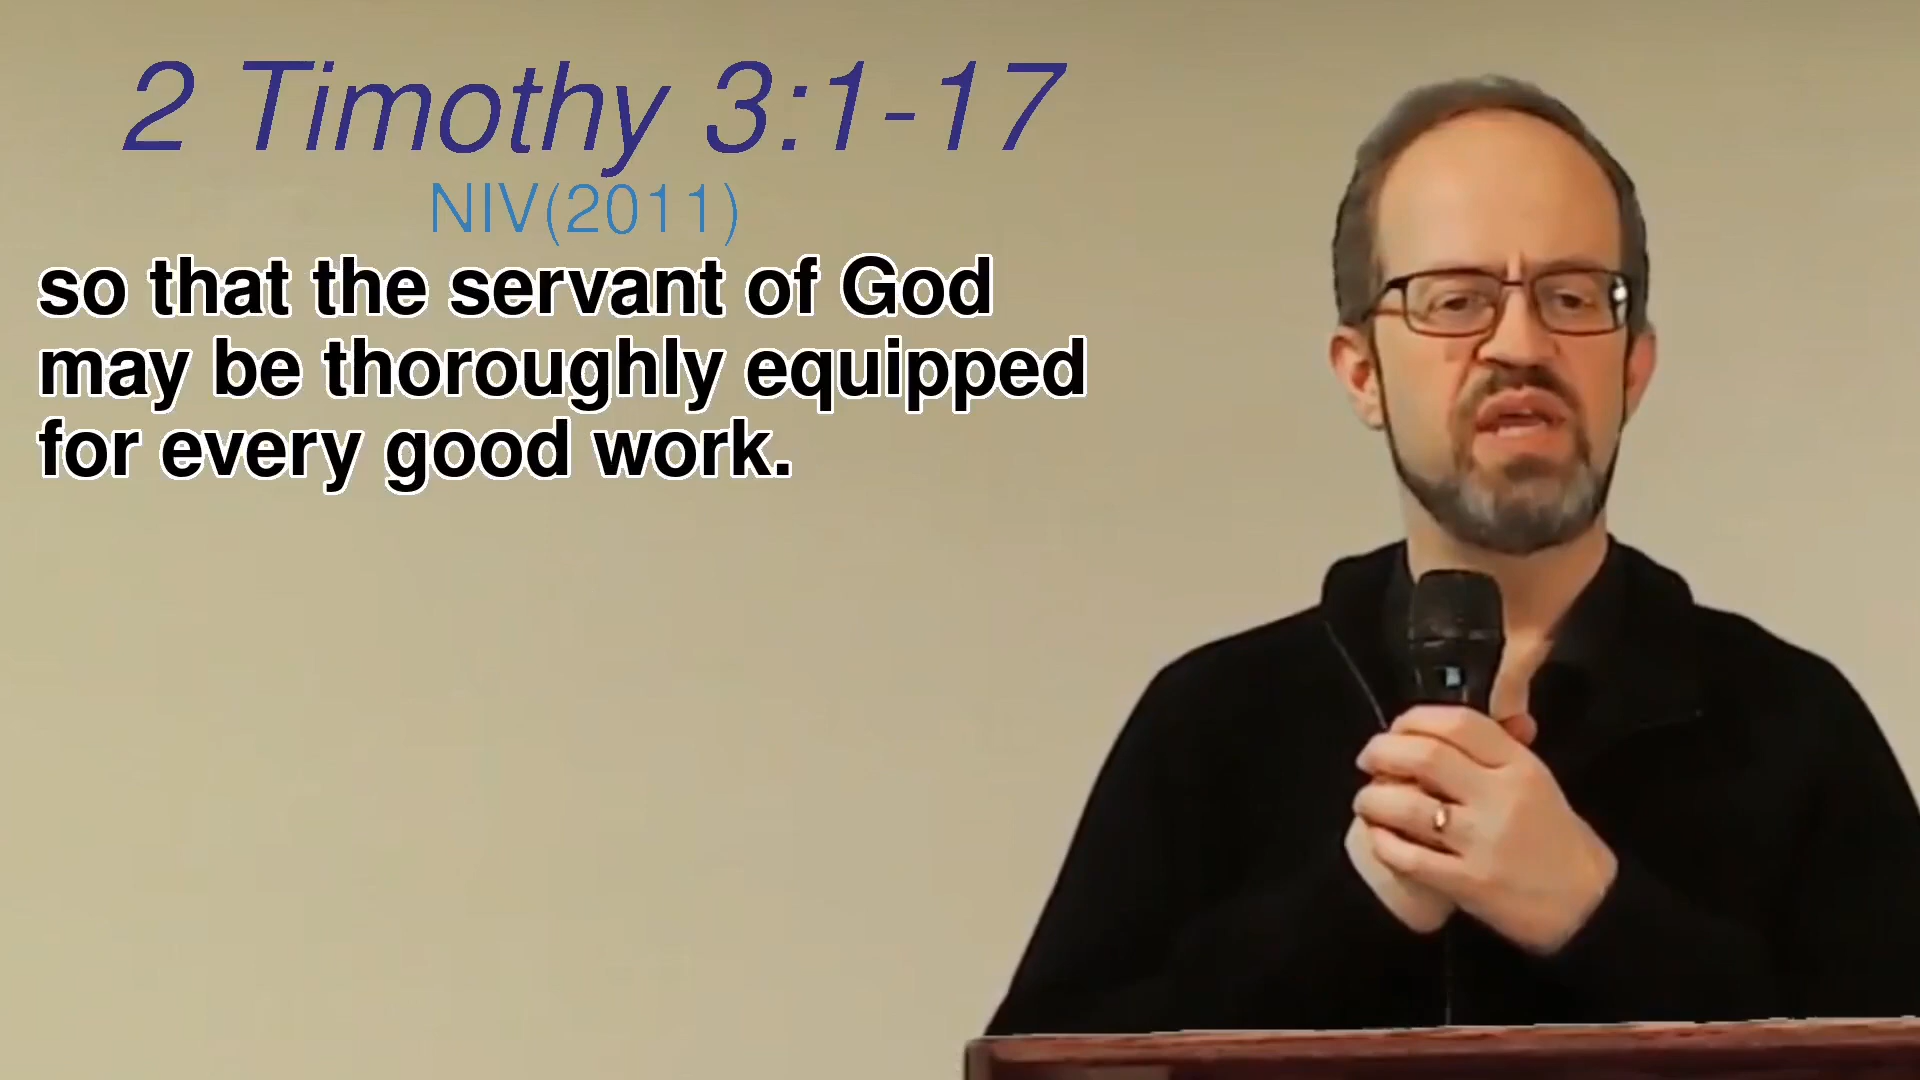 2 Timothy 3:1-17
NIV(2011)
so that the servant of God
may be thoroughly equipped
for every good work.